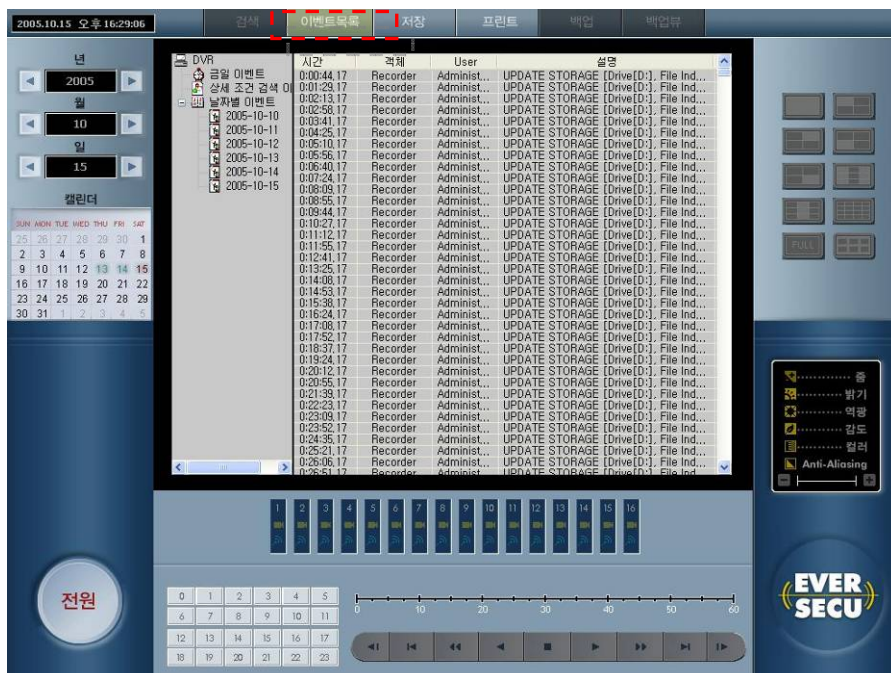 2005.10.15 오후 16:29:06
검색 이벤트목록 저장 프린트 백업 백업뷰
년
2005
월
10
일
15
캘린더
SUN MON TUE WED THU FRI SAT
25 26 27 28 29 30 1
2 3 4 5 6 7 8
9 10 11 12 13 14 15
16 17 18 19 20 21 22
23 24 25 26 27 28 29
30 31 1 2 3 4 5
전원
DVR
금일 이벤트
상세 조건 검색 이
날짜별 이벤트
2005-10-10
2005-10-11
2005-10-12
2005-10-13
2005-10-14
2005-10-15
시간 객체 User 설명
0:00:44,17 Recorder Administ... UPDATE STORAGE [Drive[D:], File Ind...
0:01:29,17 Recorder Administ... UPDATE STORAGE [Drive[D:], File Ind...
0:02:13,17 Recorder Administ... UPDATE STORAGE [Drive[D:], File Ind...
0:02:58,17 Recorder Administ... UPDATE STORAGE [Drive[D:], File Ind...
0:03:41,17 Recorder Administ... UPDATE STORAGE [Drive[D:], File Ind...
0:04:25,17 Recorder Administ... UPDATE STORAGE [Drive[D:], File Ind...
0:05:10,17 Recorder Administ... UPDATE STORAGE [Drive[D:], File Ind...
0:05:56,17 Recorder Administ... UPDATE STORAGE [Drive[D:], File Ind...
0:06:40,17 Recorder Administ... UPDATE STORAGE [Drive[D:], File Ind...
0:07:24,17 Recorder Administ... UPDATE STORAGE [Drive[D:], File Ind...
0:08:09,17 Recorder Administ... UPDATE STORAGE [Drive[D:], File Ind...
0:08:55,17 Recorder Administ... UPDATE STORAGE [Drive[D:], File Ind...
0:09:44,17 Recorder Administ... UPDATE STORAGE [Drive[D:], File Ind...
0:10:27,17 Recorder Administ... UPDATE STORAGE [Drive[D:], File Ind...
0:11:12,17 Recorder Administ... UPDATE STORAGE [Drive[D:], File Ind...
0:11:55,17 Recorder Administ... UPDATE STORAGE [Drive[D:], File Ind...
0:12:41,17 Recorder Administ... UPDATE STORAGE [Drive[D:], File Ind...
0:13:25,17 Recorder Administ... UPDATE STORAGE [Drive[D:], File Ind...
0:14:08,17 Recorder Administ... UPDATE STORAGE [Drive[D:], File Ind...
0:14:53,17 Recorder Administ... UPDATE STORAGE [Drive[D:], File Ind...
0:15:38,17 Recorder Administ... UPDATE STORAGE [Drive[D:], File Ind...
0:16:24,17 Recorder Administ... UPDATE STORAGE [Drive[D:], File Ind...
0:17:08,17 Recorder Administ... UPDATE STORAGE [Drive[D:], File Ind...
0:17:52,17 Recorder Administ... UPDATE STORAGE [Drive[D:], File Ind...
0:18:37,17 Recorder Administ... UPDATE STORAGE [Drive[D:], File Ind...
0:19:24,17 Recorder Administ... UPDATE STORAGE [Drive[D:], File Ind...
0:20:12,17 Recorder Administ... UPDATE STORAGE [Drive[D:], File Ind...
0:20:55,17 Recorder Administ... UPDATE STORAGE [Drive[D:], File Ind...
0:21:39,17 Recorder Administ... UPDATE STORAGE [Drive[D:], File Ind...
0:22:23,17 Recorder Administ... UPDATE STORAGE [Drive[D:], File Ind...
0:23:09,17 Recorder Administ... UPDATE STORAGE [Drive[D:], File Ind...
0:23:52,17 Recorder Administ... UPDATE STORAGE [Drive[D:], File Ind...
0:24:35,17 Recorder Administ... UPDATE STORAGE [Drive[D:], File Ind...
0:25:21,17 Recorder Administ... UPDATE STORAGE [Drive[D:], File Ind...
0:26:06,17 Recorder Administ... UPDATE STORAGE [Drive[D:], File Ind...
0:26:51,17 Recorder Administ... UPDATE STORAGE [Drive[D:], File Ind...
1 2 3 4 5 6 7 8 9 10 11 12 13 14 15 16
0 1 2 3 4 5
6 7 8 9 10 11
12 13 14 15 16 17
18 19 20 21 22 23
0 10 20 30 40 50 60
FULL
줌
밝기
역광
감도
컬러
Anti-Aliasing
EVER
SECU